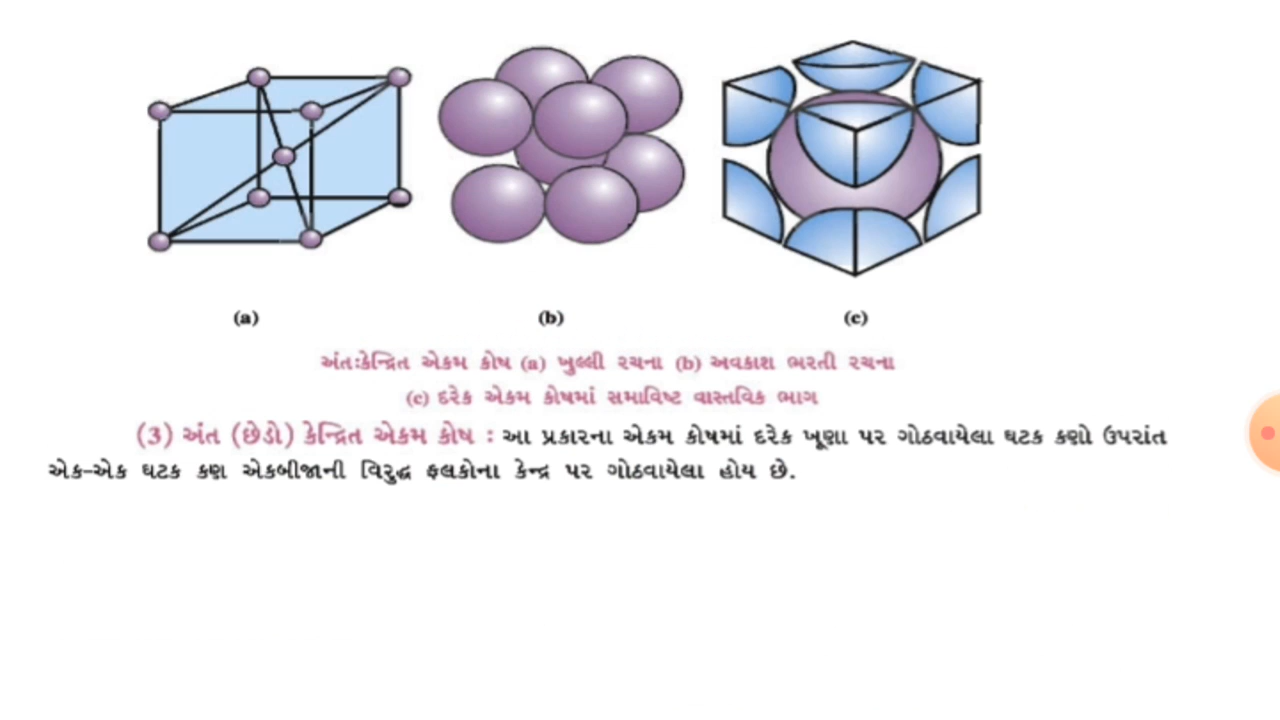 (a) (b) (c)
અંતઃકેન્દ્રિત એકમ કોષ (a) ખુલ્લી રચના (b) અવકાશ ભરતી રચના
(c) દરેક એકમ કોષમાં સમાવિષ્ટ વાસ્તવિક ભાગ
(3) અંત (છેડો) કેન્દ્રિત એકમ કોષ : આ પ્રકારના એકમ કોષમાં દરેક ખૂણા પર ગોઠવાયેલા ઘટક કણો ઉપરાંત
એક-એક ઘટક કણ એકબીજાની વિરુદ્ધ ફલકોના કેન્દ્ર પર ગોઠવાયેલા હોય છે.